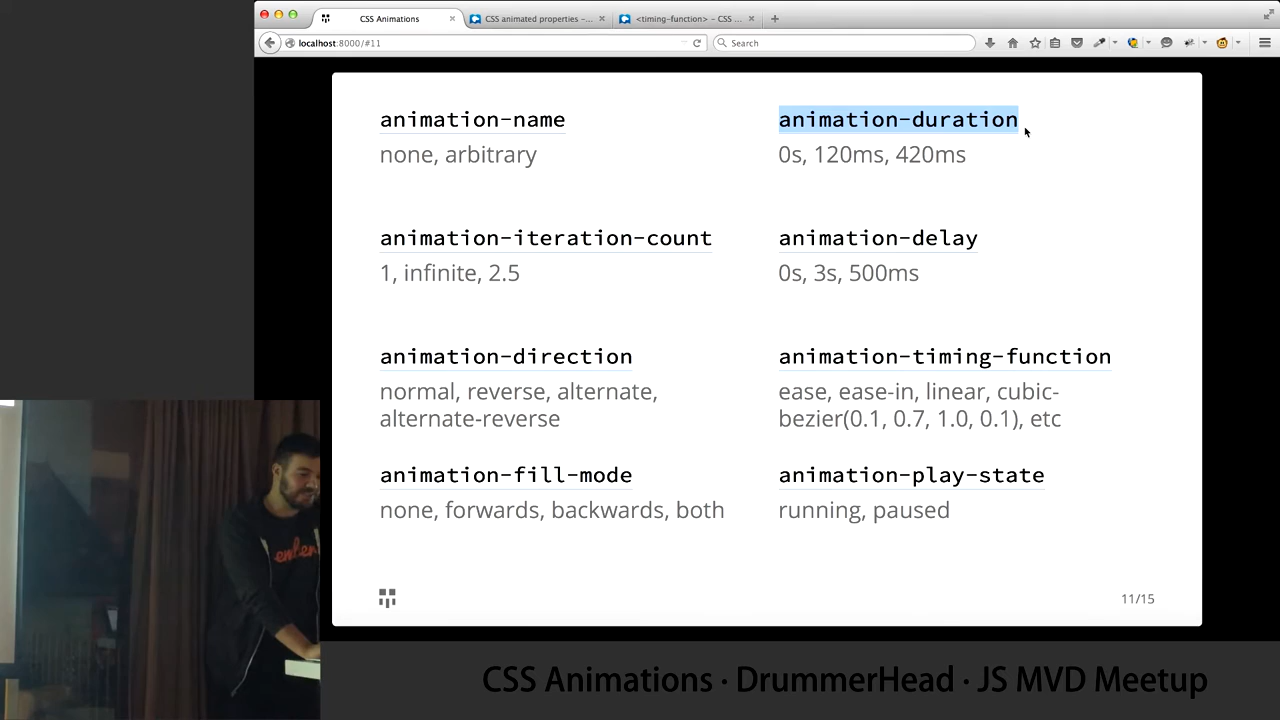 CSS Animations
CSS animated properties -...
<timing-function> - CSS ...
localhost:8000/#11
Search
animation-name
none, arbitrary
animation-duration
0s, 120ms, 420ms
animation-iteration-count
1, infinite, 2.5
animation-delay
0s, 3s, 500ms
animation-direction
normal, reverse, alternate,
alternate-reverse
animation-timing-function
ease, ease-in, linear, cubic-
bezier(0.1, 0.7, 1.0, 0.1), etc
animation-fill-mode
none, forwards, backwards, both
animation-play-state
running, paused
11/15
ember
CSS Animations · DrummerHead · JS MVD Meetup